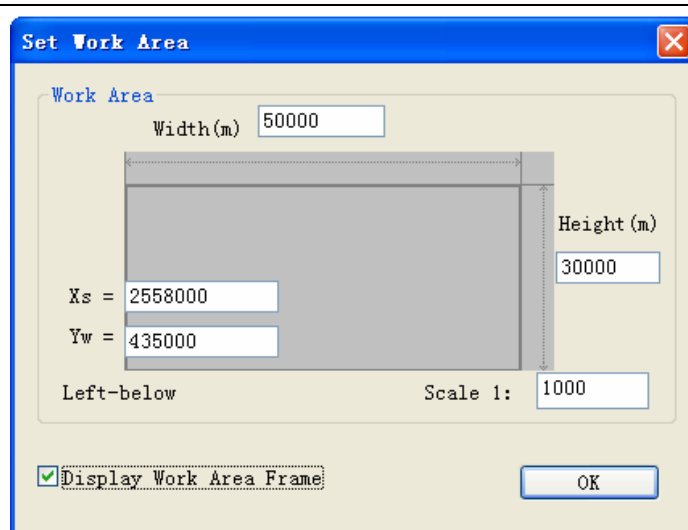 Set Work Area
Work Area
Width(m) 50000
Height(m)
30000
Xs = 2558000
Yw = 435000
Left-below Scale 1: 1000
Display Work Area Frame OK